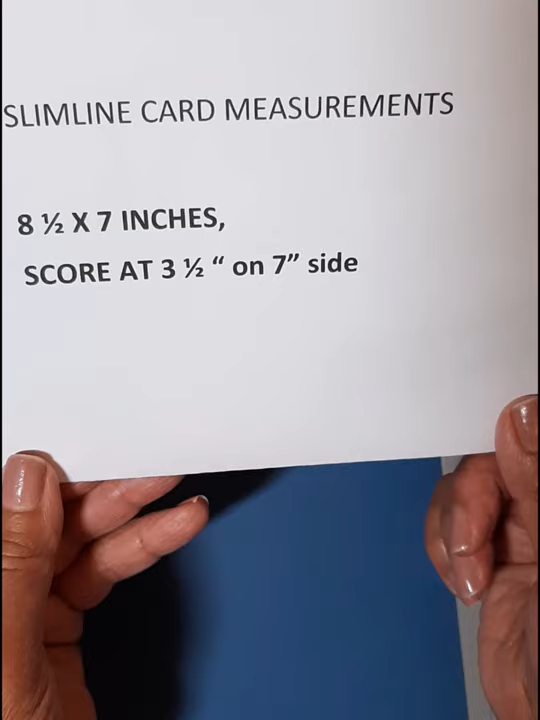 SLIMLINE CARD MEASUREMENTS
8 ½ X 7 INCHES,
SCORE AT 3 ½ “ on 7” side